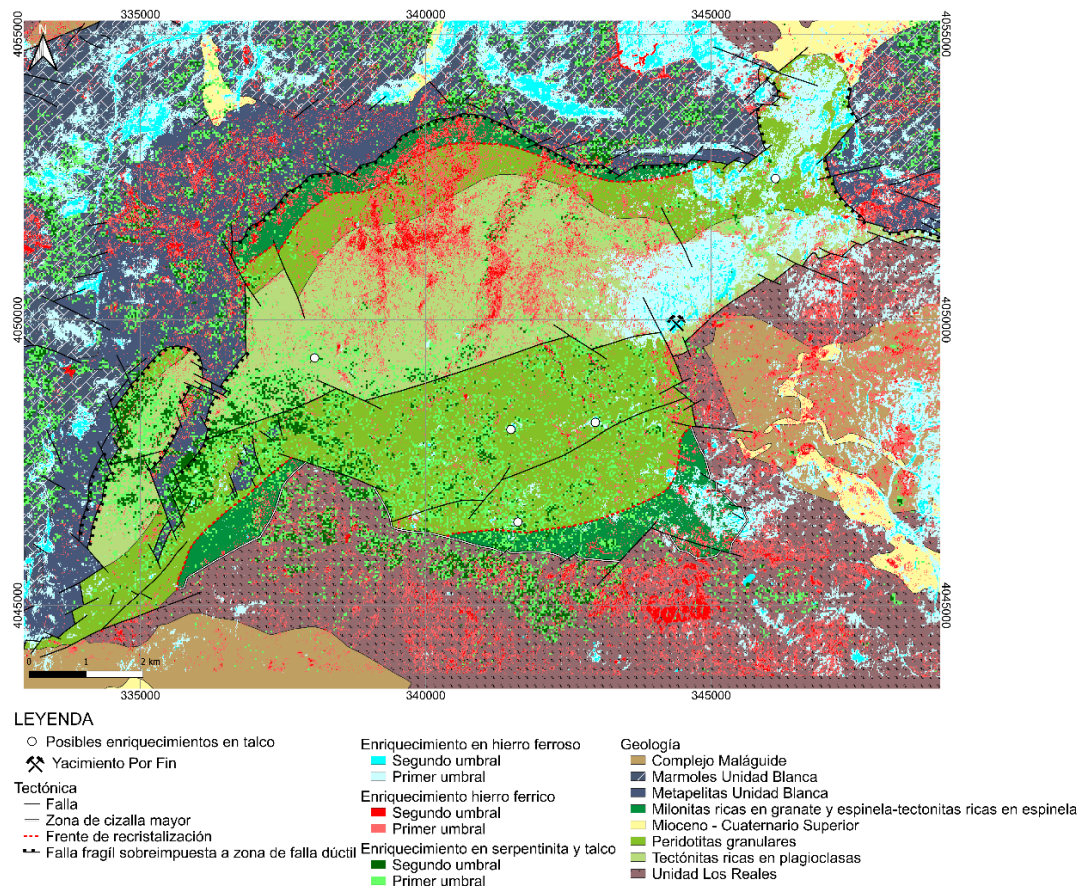 335000
340000
345000
4055000
4055000
N
4050000
4050000
4045000
4045000
0 1 2 km
335000
340000
345000
LEYENDA
Posibles enriquecimientos en talco
Yacimiento Por Fin
Tectónica
Falla
Zona de cizalla mayor
Frente de recristalización
Falla fragíl sobreimpuesta a zona de falla dúctil
Enriquecimiento en hierro ferroso
Segundo umbral
Primer umbral
Enriquecimiento hierro ferrico
Segundo umbral
Primer umbral
Enriquecimiento en serpentinita y talco
Segundo umbral
Primer umbral
Geología
Complejo Maláguide
Marmoles Unidad Blanca
Metapelitas Unidad Blanca
Milonitas ricas en granate y espinela-tectonitas ricas en espinela
Mioceno - Cuaternario Superior
Peridotitas granulares
Tectónitas ricas en plagioclasas
Unidad Los Reales